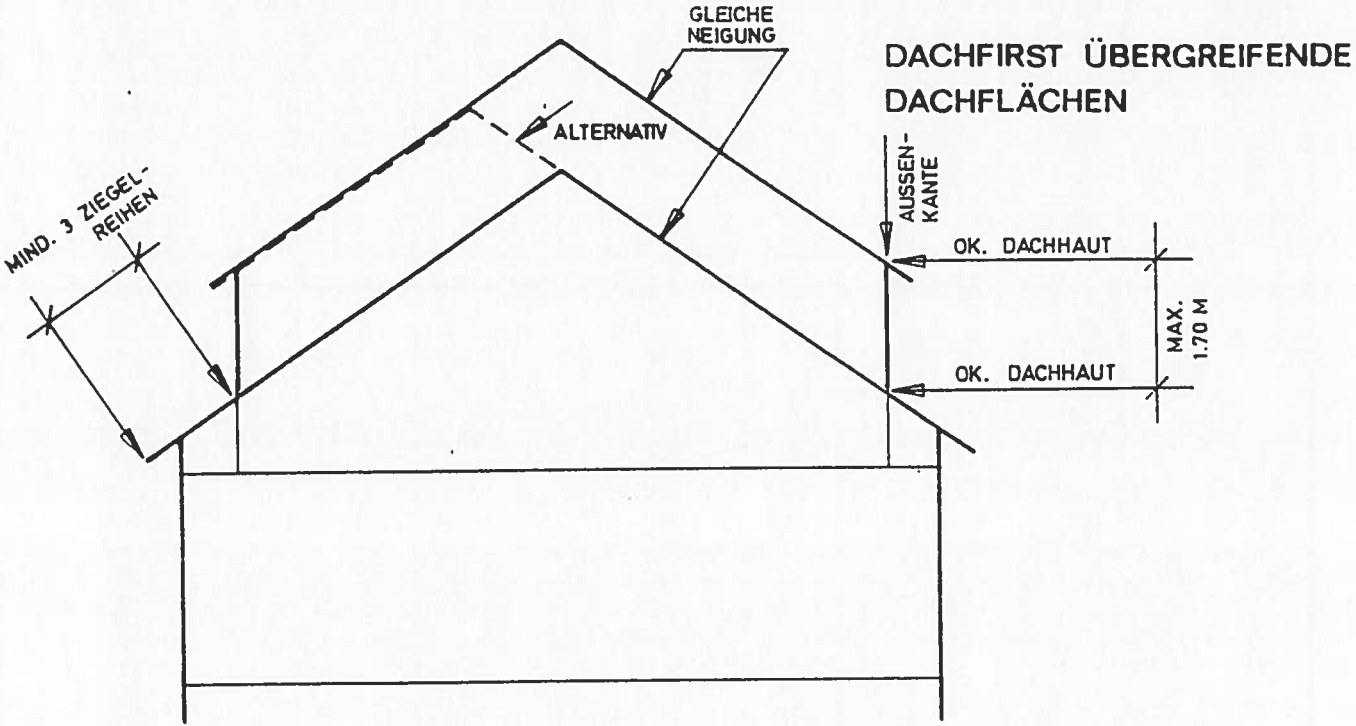 GLEICHE
NEIGUNG
DACHFIRST ÜBERGREIFENDE
DACHFLÄCHEN
ALTERNATIV
AUSSEN-
KANTE
MIND. 3 ZIEGEL-
REIHEN
OK. DACHHAUT
MAX.
1.70 M
OK. DACHHAUT